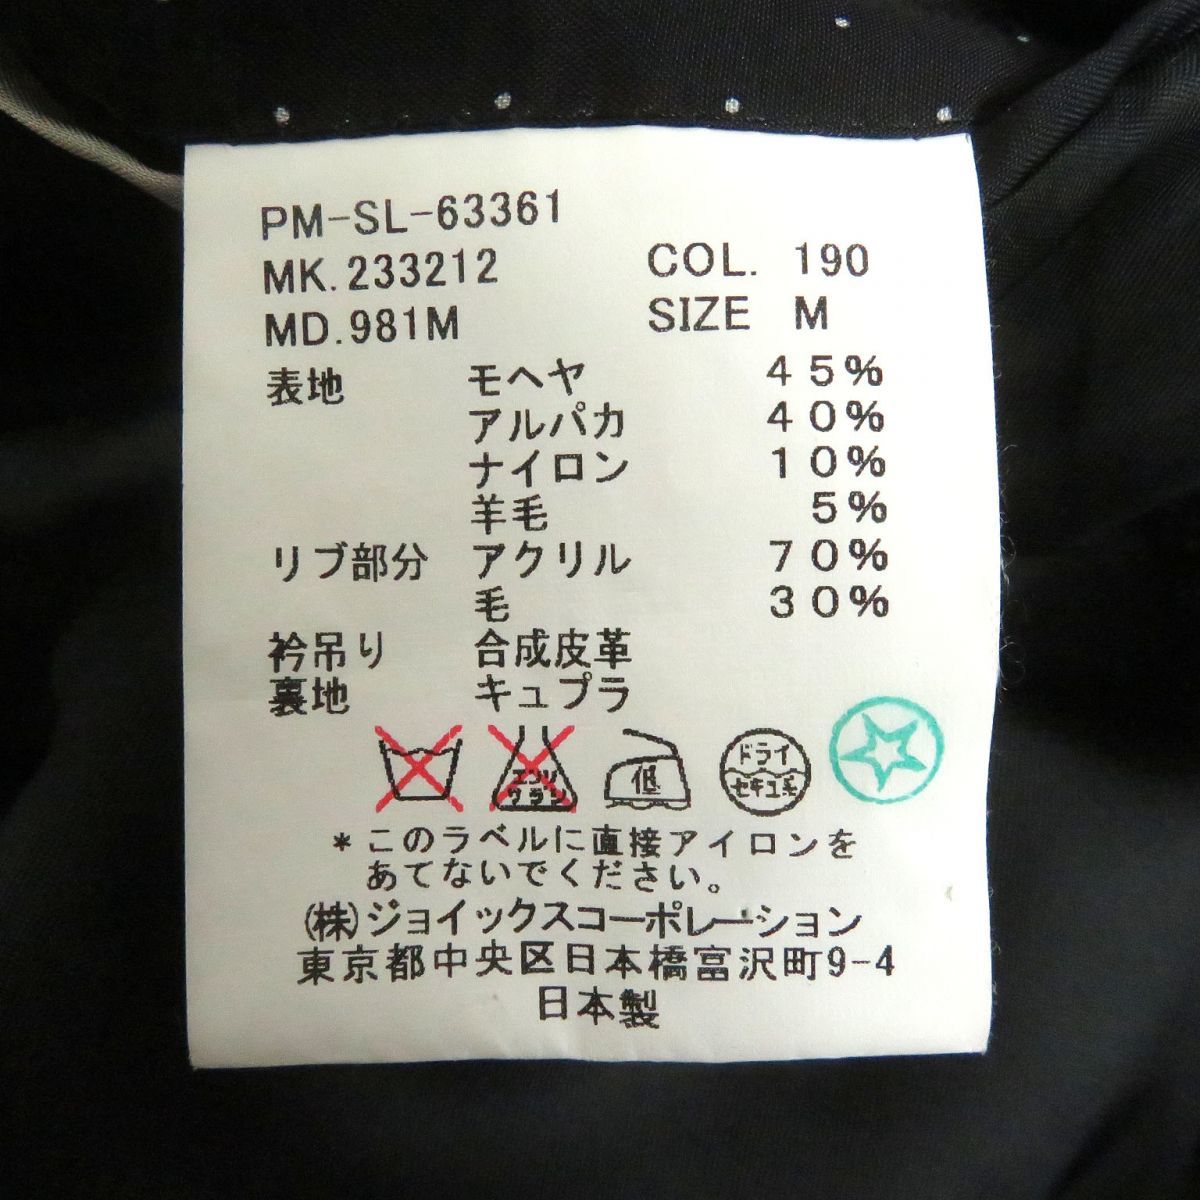 PM-SL-63361
MK.233212 COL. 190
MD.981M SIZE M
表地 モヘヤ 45%
アルパカ 40%
ナイロン 10%
羊毛 5%
リブ部分 アクリル 70%
毛 30%
衿吊り 合成皮革
裏地 キュプラ
エンソ
サラシ
低
ドライ
セキユ系
*このラベルに直接アイロンを
あてないでください。
(株)ジョイックスコーポレーション
東京都中央区日本橋富沢町9-4
日本製